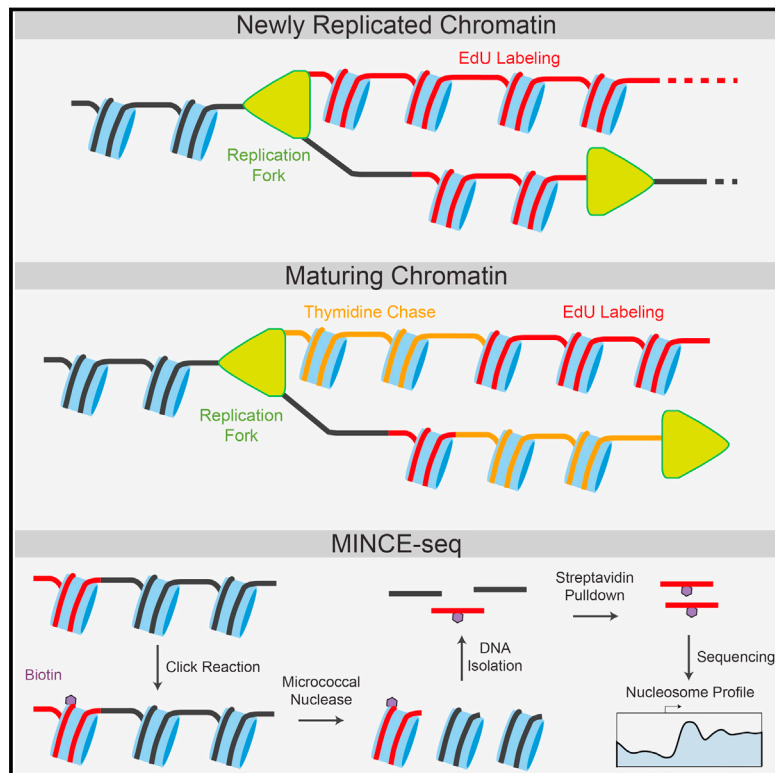 Newly Replicated Chromatin
EdU Labeling
Replication
Fork
Maturing Chromatin
Thymidine Chase
EdU Labeling
Replication
Fork
MINCE-seq
Click Reaction
Biotin
Micrococcal
Nuclease
DNA
Isolation
Streptavidin
Pulldown
Sequencing
Nucleosome Profile